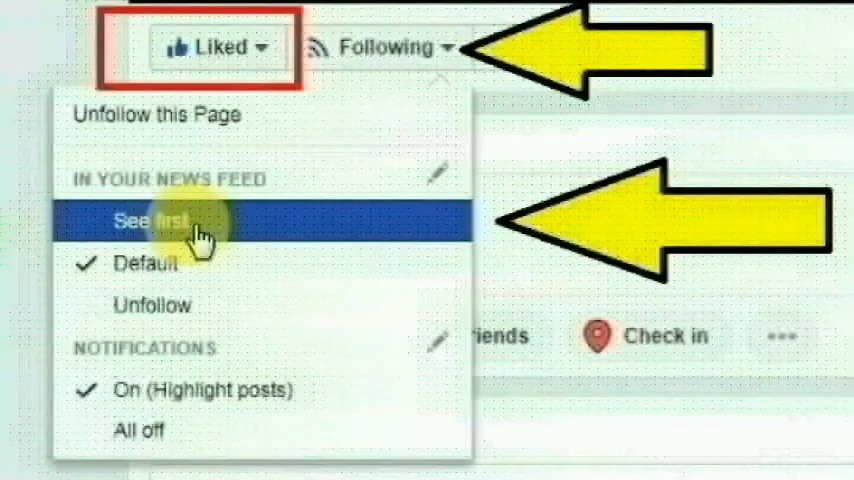 Liked Following
Unfollow this Page
IN YOUR NEWS FEED
See first
Default
Unfollow
NOTIFICATIONS
riends Check in
On (Highlight posts)
All off